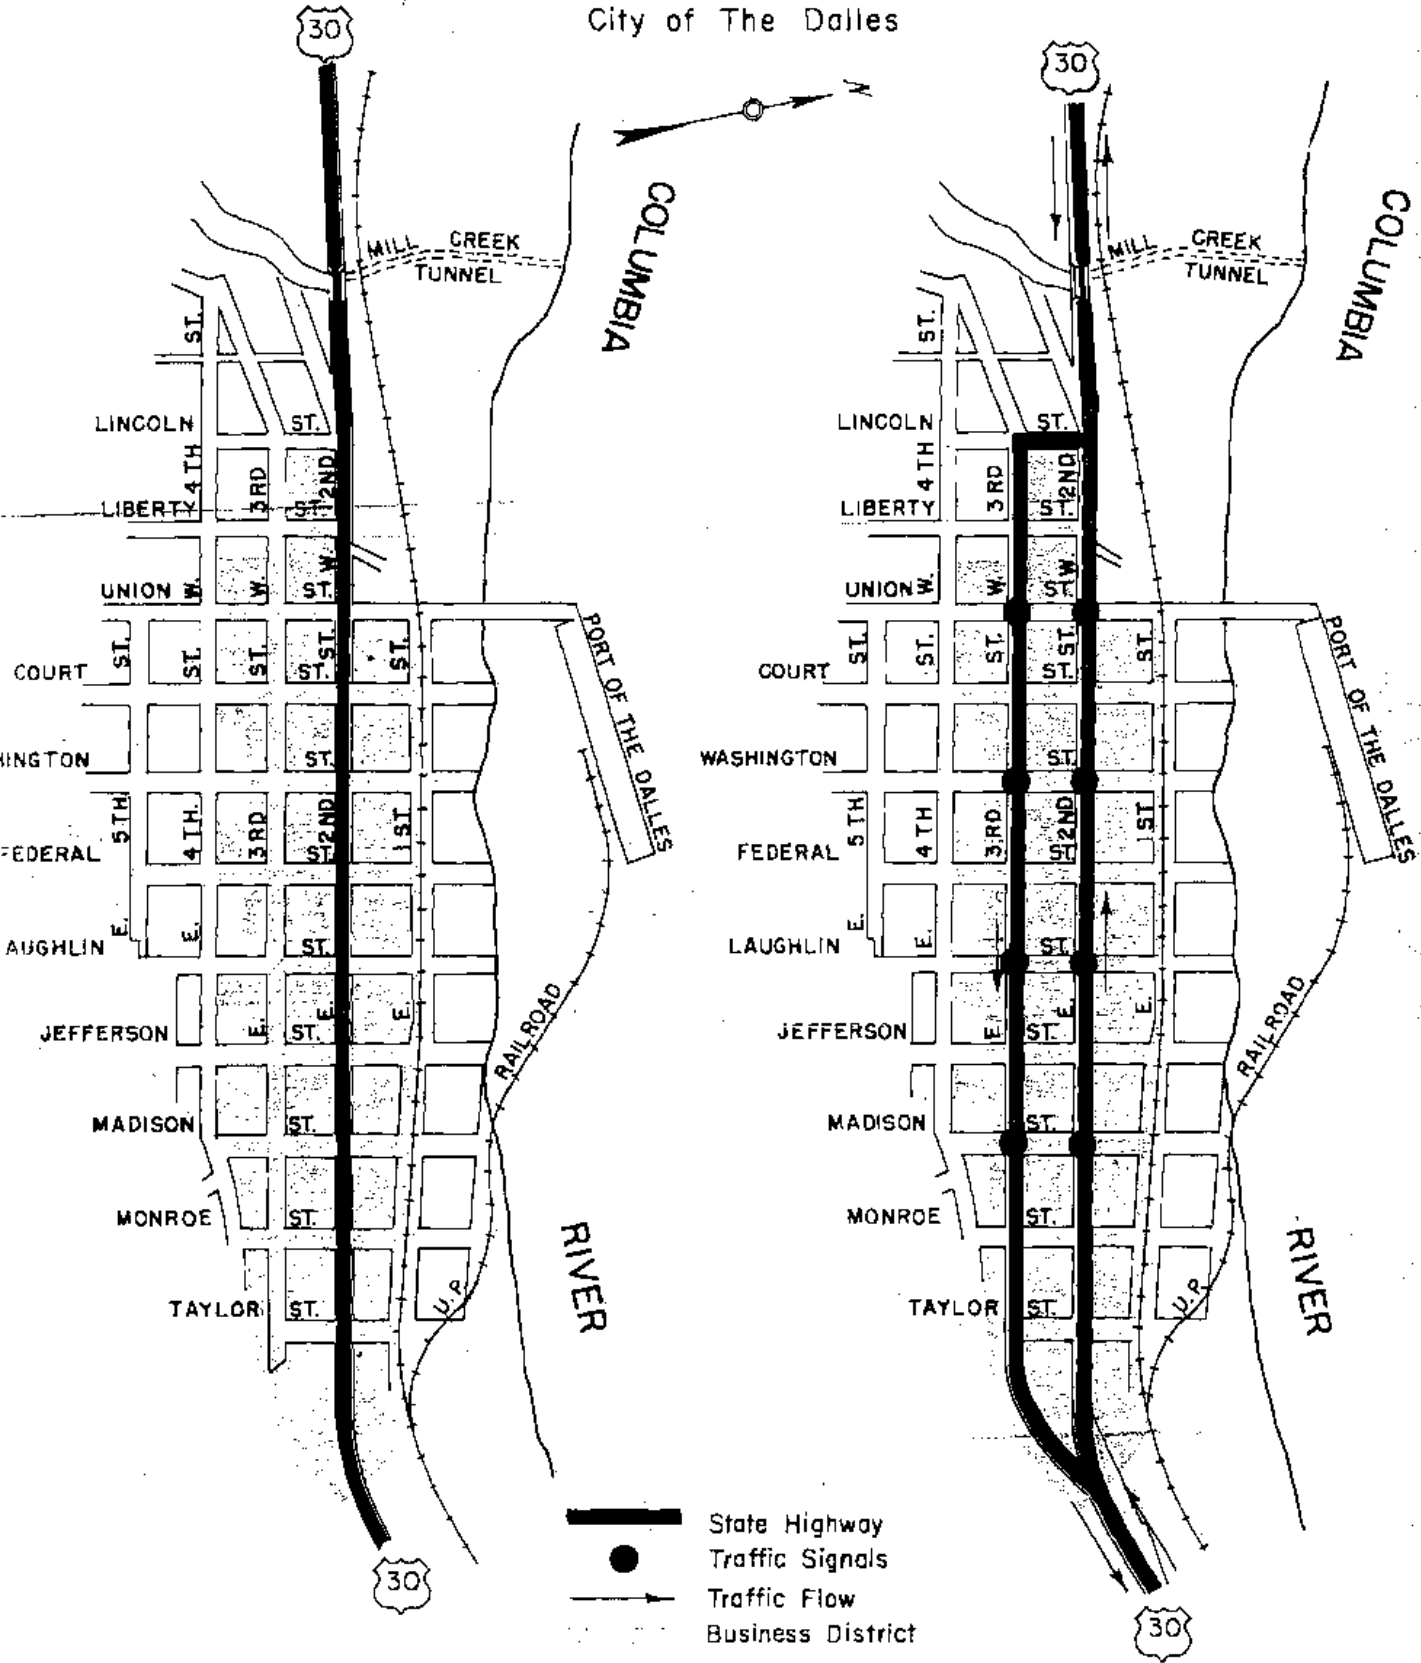 City of The Dalles
30
30
N
COLUMBIA
COLUMBIA
MILL CREEK
TUNNEL
MILL CREEK
TUNNEL
ST.
ST.
LINCOLN ST.
LINCOLN ST.
4TH
3RD
2ND
4TH
3RD
2ND
LIBERTY ST.
LIBERTY ST.
UNION W. W. ST. W.
UNION W. W. ST. W.
ST. ST. ST. ST. ST.
ST. ST. ST. ST. ST.
COURT ST.
COURT ST.
PORT OF THE DALLES
PORT OF THE DALLES
HINGTON ST.
WASHINGTON ST.
5TH 4TH. 3RD 2ND 1ST
5TH 4TH 3RD 2ND 1ST
FEDERAL ST.
FEDERAL ST.
E. E.
E. E.
AUGHLIN ST.
LAUGHLIN ST.
E. E. E.
E. E. E.
JEFFERSON ST.
JEFFERSON ST.
RAILROAD
RAILROAD
MADISON ST.
MADISON ST.
MONROE ST.
MONROE ST.
RIVER
RIVER
TAYLOR ST.
TAYLOR ST.
U.P.
U.P.
State Highway
Traffic Signals
Traffic Flow
Business District
30
30